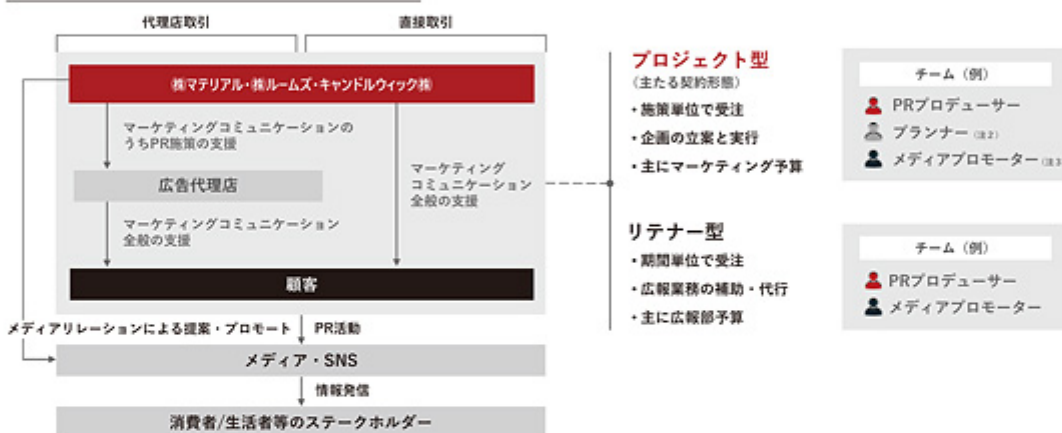 代理店取引
直接取引
㈱マテリアル・㈱ルームズ・キャンドルウィック㈱
マーケティングコミュニケーションの
うちPR施策の支援
広告代理店
マーケティングコミュニケーション
全般の支援
マーケティング
コミュニケーション
全般の支援
顧客
メディアリレーションによる提案・プロモート
PR活動
メディア・SNS
情報発信
消費者/生活者等のステークホルダー
プロジェクト型
(主たる契約形態)
・施策単位で受注
・企画の立案と実行
・主にマーケティング予算
チーム（例）
PRプロデューサー
プランナー（注2）
メディアプロモーター（注3
リテナー型
・期間単位で受注
・広報業務の補助・代行
・主に広報部予算
チーム（例）
PRプロデューサー
メディアプロモーター